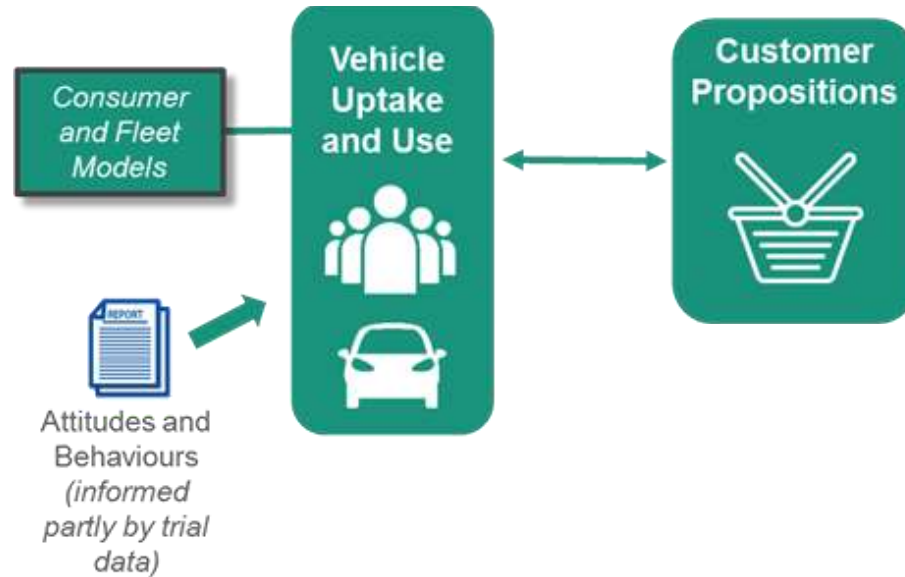 Consumer
and Fleet
Models
Vehicle
Uptake
and Use
Customer
Propositions
REPORT
Attitudes and
Behaviours
(informed
partly by trial
data)